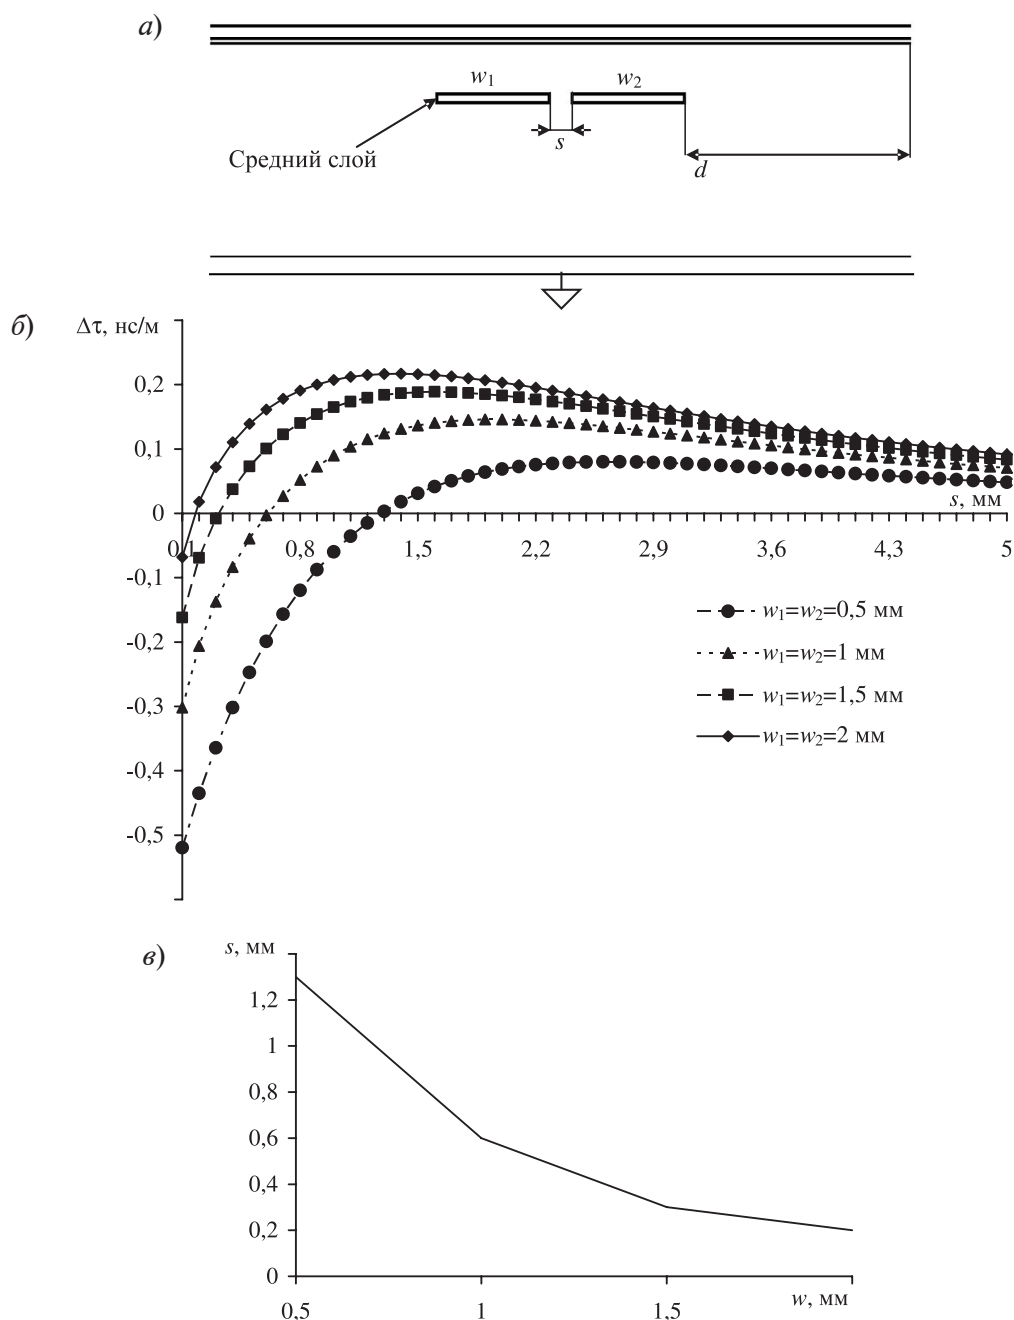 а)
w1 w2
s
Средний слой
d
б) Δτ, нс/м
0,2
0,1
s, мм
0
0,1 0,8 1,5 2,2 2,9 3,6 4,3 5
-0,1
w1=w2=0,5 мм
-0,2
w1=w2=1 мм
-0,3
w1=w2=1,5 мм
w1=w2=2 мм
-0,4
-0,5
в) s, мм
1,2
1
0,8
0,6
0,4
0,2
0
0,5 1 1,5 w, мм